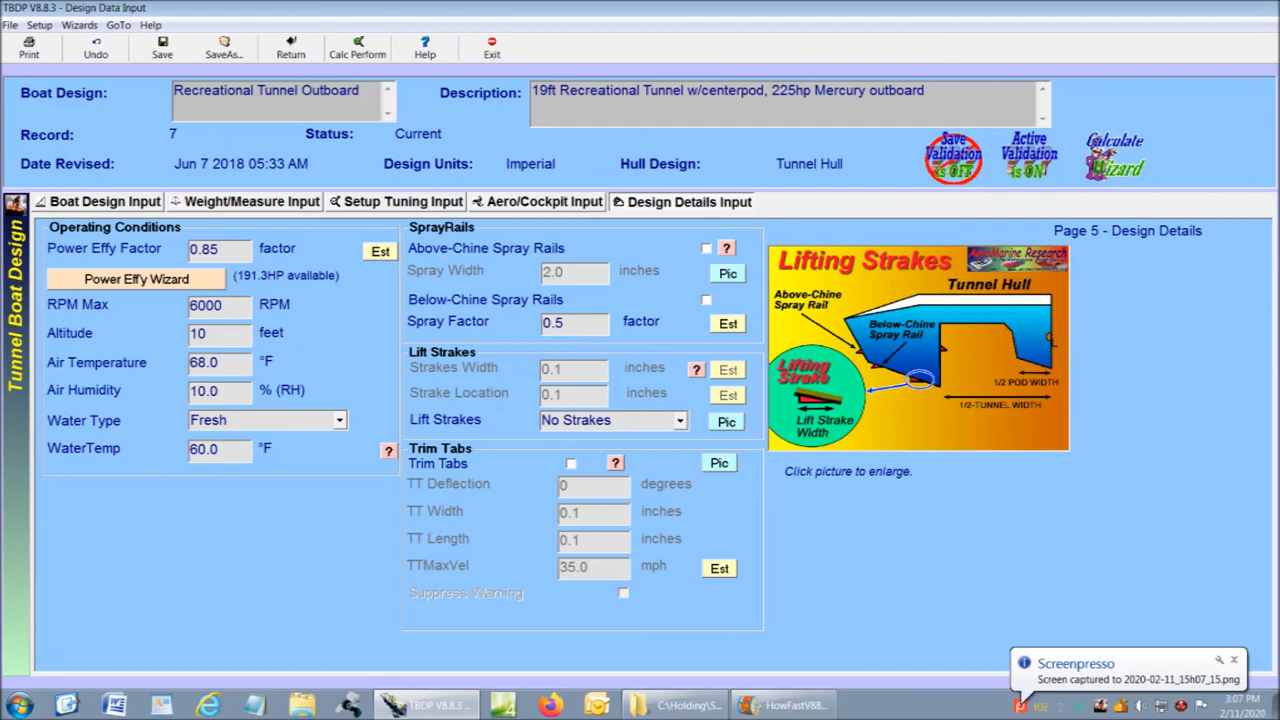 TBDP V8.8.3 - Design Data Input
File Setup Wizards GoTo Help
Print Undo Save SaveAs... Return Calc Perform Help Exit
Boat Design: Recreational Tunnel Outboard Description: 19ft Recreational Tunnel w/centerpod, 225hp Mercury outboard
Record: 7 Status: Current
Date Revised: Jun 7 2018 05:33 AM Design Units: Imperial Hull Design: Tunnel Hull
Save Validation is OFF
Active Validation is ON
Calculate Wizard
Boat Design Input Weight/Measure Input Setup Tuning Input Aero/Cockpit Input Design Details Input
Tunnel Boat Design
Page 5 - Design Details
Operating Conditions
Power Effy Factor 0.85 factor Est
Power Eff'y Wizard (191.3HP available)
RPM Max 6000 RPM
Altitude 10 feet
Air Temperature 68.0 °F
Air Humidity 10.0 % (RH)
Water Type Fresh
WaterTemp 60.0 °F ?
SprayRails
Above-Chine Spray Rails ?
Spray Width 2.0 inches Pic
Below-Chine Spray Rails
Spray Factor 0.5 factor Est
Lift Strakes
Strakes Width 0.1 inches ? Est
Strake Location 0.1 inches Est
Lift Strakes No Strakes Pic
Trim Tabs
Trim Tabs ? Pic
TT Deflection 0 degrees
TT Width 0.1 inches
TT Length 0.1 inches
TTMaxVel 35.0 mph Est
Suppress Warning
Lifting Strakes
AeroMarine Research
Tunnel Hull
Above-Chine
Spray Rail
Below-Chine
Spray Rail
Lifting
Strake
Lift Strake
Width
1/2 POD WIDTH
1/2-TUNNEL WIDTH
Click picture to enlarge.
Screenpresso
Screen captured to 2020-02-11_15h07_15.png
TBDP V8.8.3 ... C:\Holding\S... HowFastV88...
3:07 PM
2/11/2020